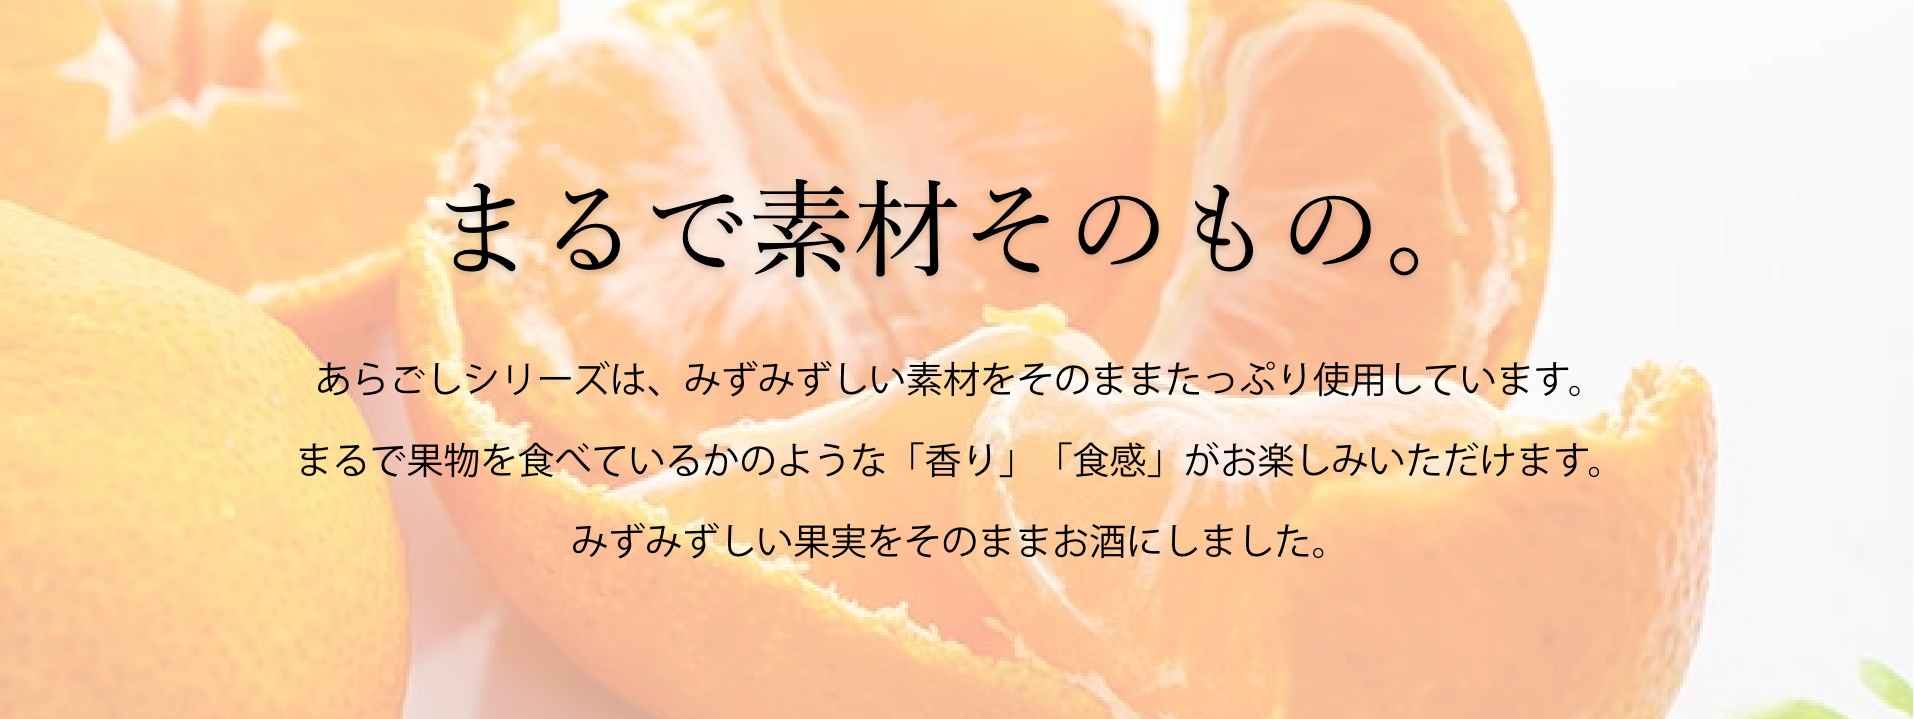 まるで素材そのもの。
あらごしシリーズは、みずみずしい素材をそのままたっぷり使用しています。
まるで果物を食べているかのような「香り」「食感」がお楽しみいただけます。
みずみずしい果実をそのままお酒にしました。